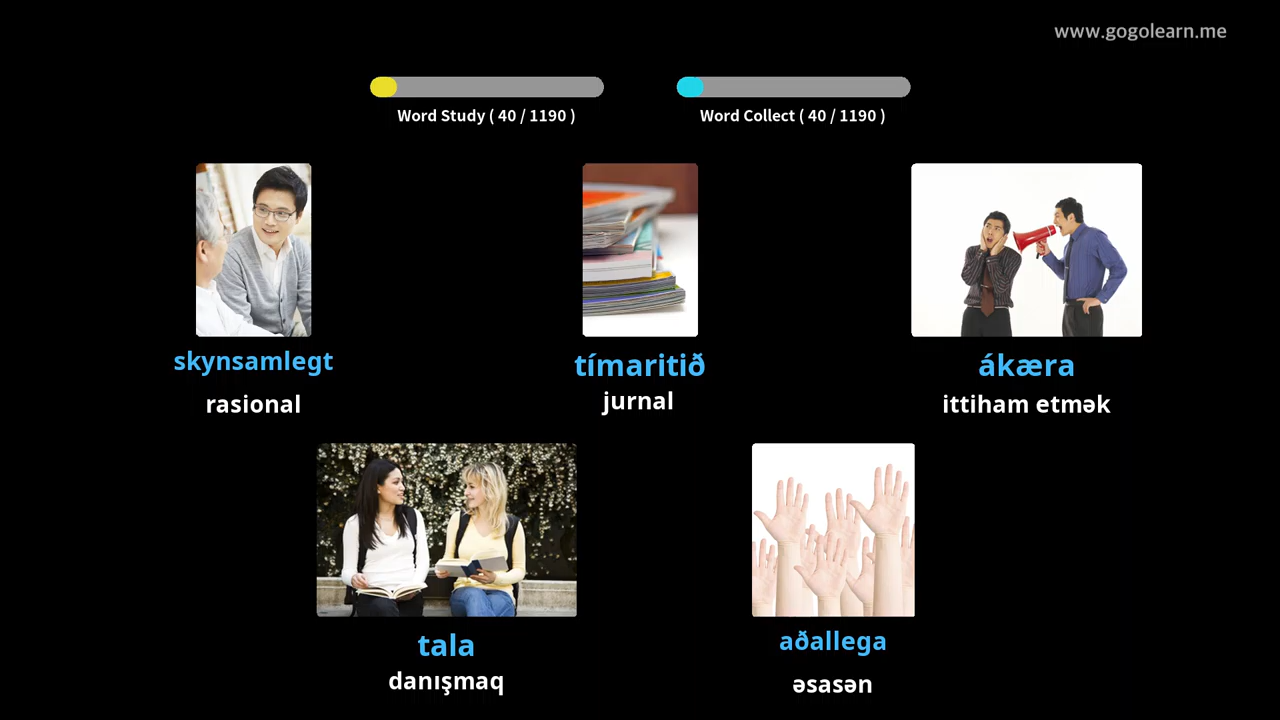 www.gogolearn.me
Word Study ( 40 / 1190 )
Word Collect ( 40 / 1190 )
skynsamlegt
rasional
tímaritið
jurnal
ákæra
ittiham etmək
tala
danışmaq
aðallega
əsasən